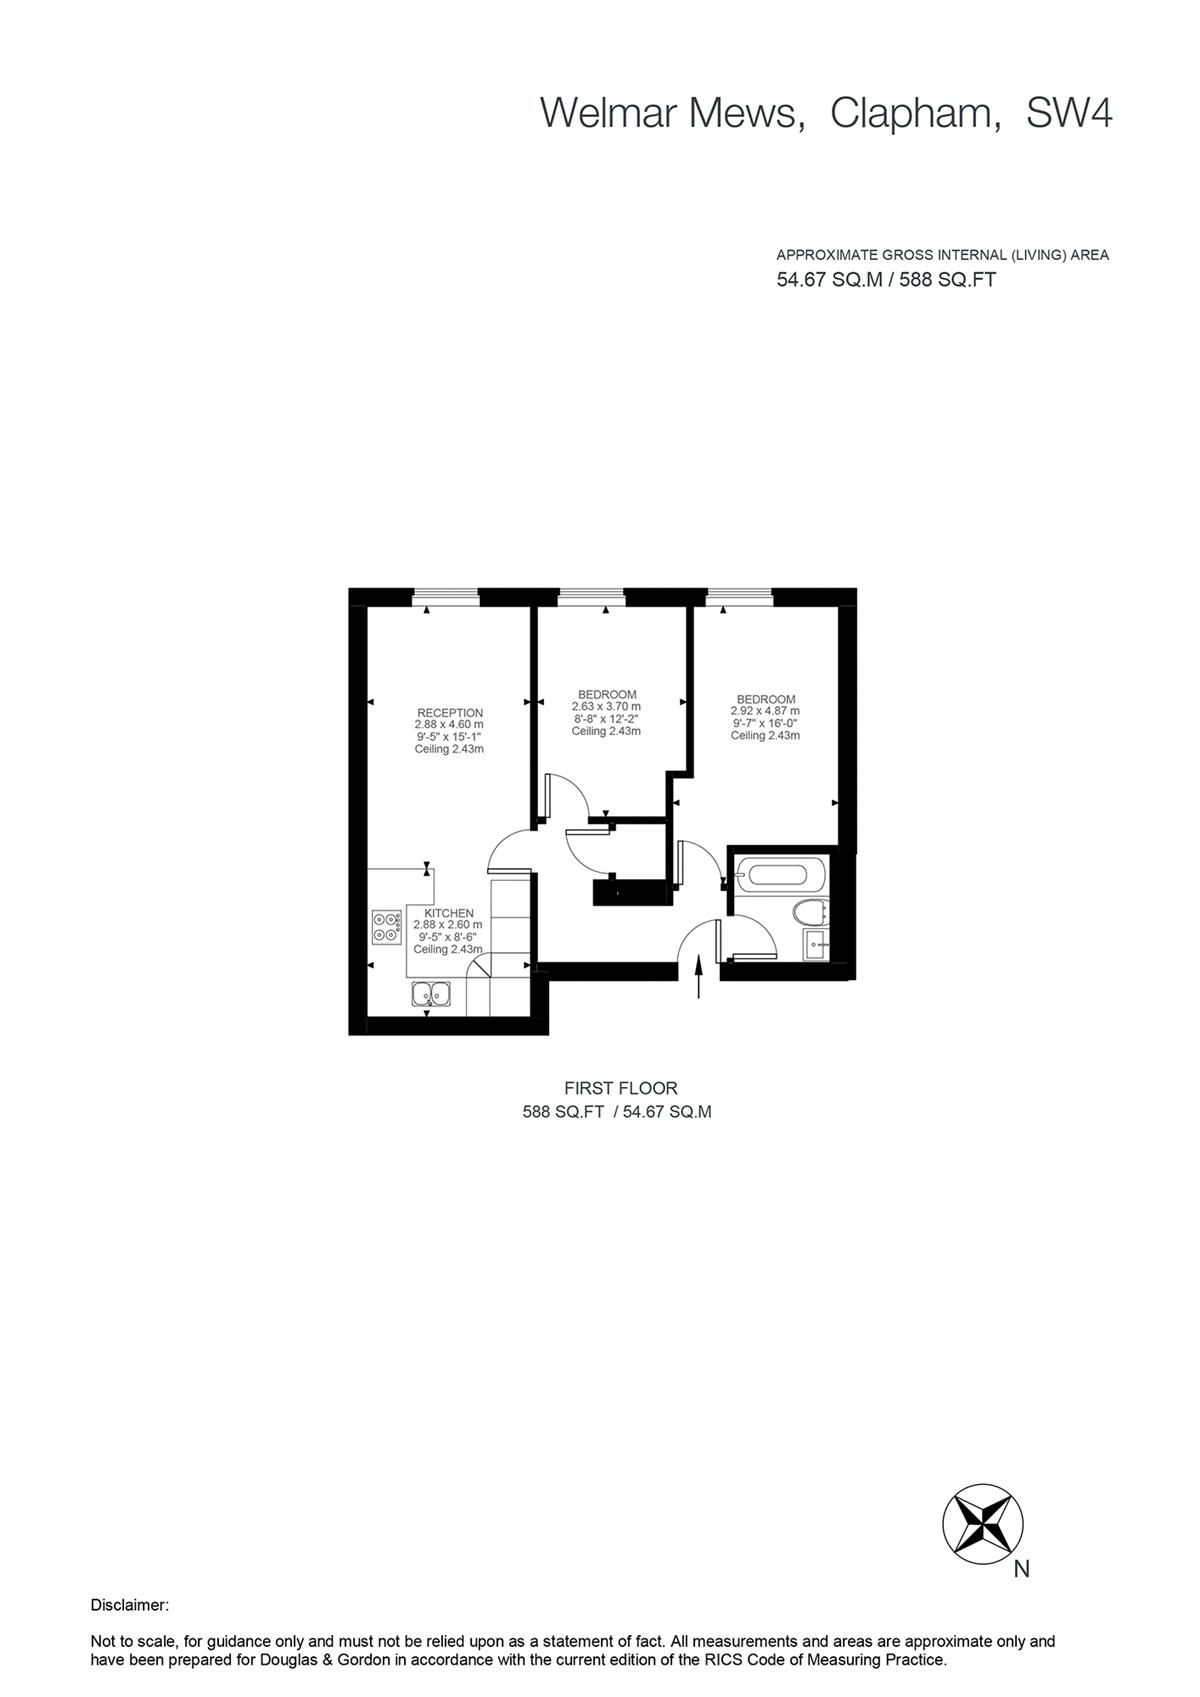 Welmar Mews, Clapham, SW4
APPROXIMATE GROSS INTERNAL (LIVING) AREA
54.67 SQ.M / 588 SQ.FT
RECEPTION
2.88 x 4.60 m
9'-5" x 15'-1"
Ceiling 2.43m
BEDROOM
2.63 x 3.70 m
8'-8" x 12'-2"
Ceiling 2.43m
BEDROOM
2.92 x 4.87 m
9'-7" x 16'-0"
Ceiling 2.43m
KITCHEN
2.88 x 2.60 m
9'-5" x 8'-6"
Ceiling 2.43m
FIRST FLOOR
588 SQ.FT / 54.67 SQ.M
N
Disclaimer:
Not to scale, for guidance only and must not be relied upon as a statement of fact. All measurements and areas are approximate only and
have been prepared for Douglas & Gordon in accordance with the current edition of the RICS Code of Measuring Practice.